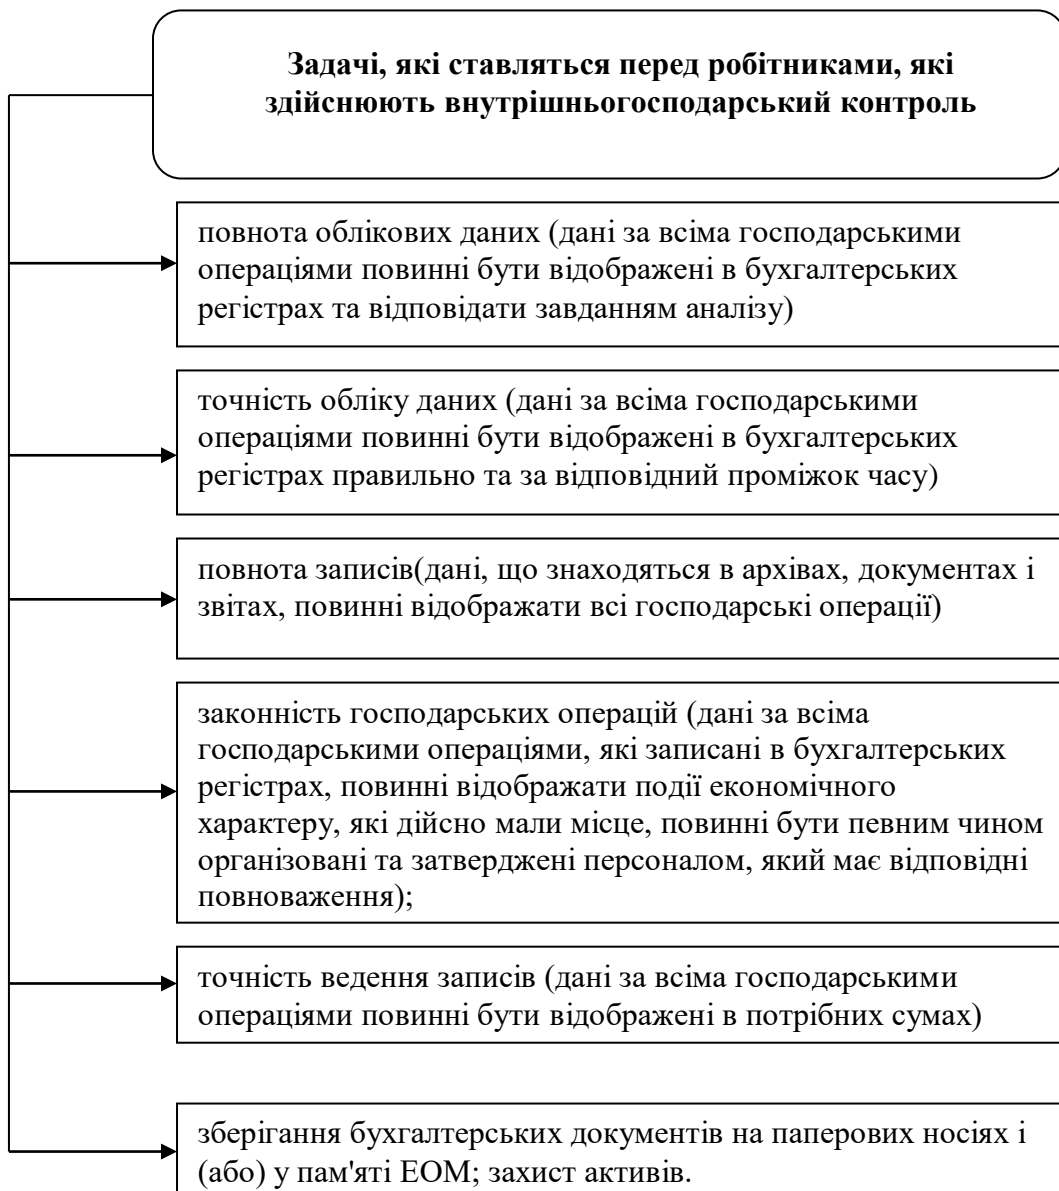 Задачі, які ставляться перед робітниками, які
здійснюють внутрішньогосподарський контроль
повнота облікових даних (дані за всіма господарськими
операціями повинні бути відображені в бухгалтерських
регістрах та відповідати завданням аналізу)
точність обліку даних (дані за всіма господарськими
операціями повинні бути відображені в бухгалтерських
регістрах правильно та за відповідний проміжок часу)
повнота записів(дані, що знаходяться в архівах, документах і
звітах, повинні відображати всі господарські операції)
законність господарських операцій (дані за всіма
господарськими операціями, які записані в бухгалтерських
регістрах, повинні відображати події економічного
характеру, які дійсно мали місце, повинні бути певним чином
організовані та затверджені персоналом, який має відповідні
повноваження);
точність ведення записів (дані за всіма господарськими
операціями повинні бути відображені в потрібних сумах)
зберігання бухгалтерських документів на паперових носіях і
(або) у пам'яті ЕОМ; захист активів.